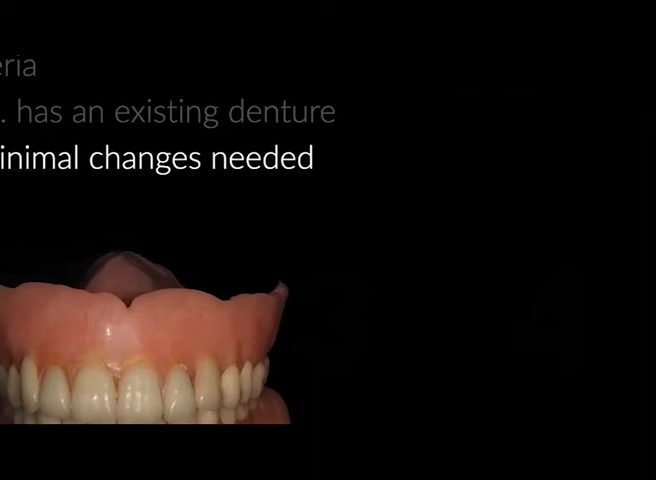 eria
. has an existing denture
inimal changes needed